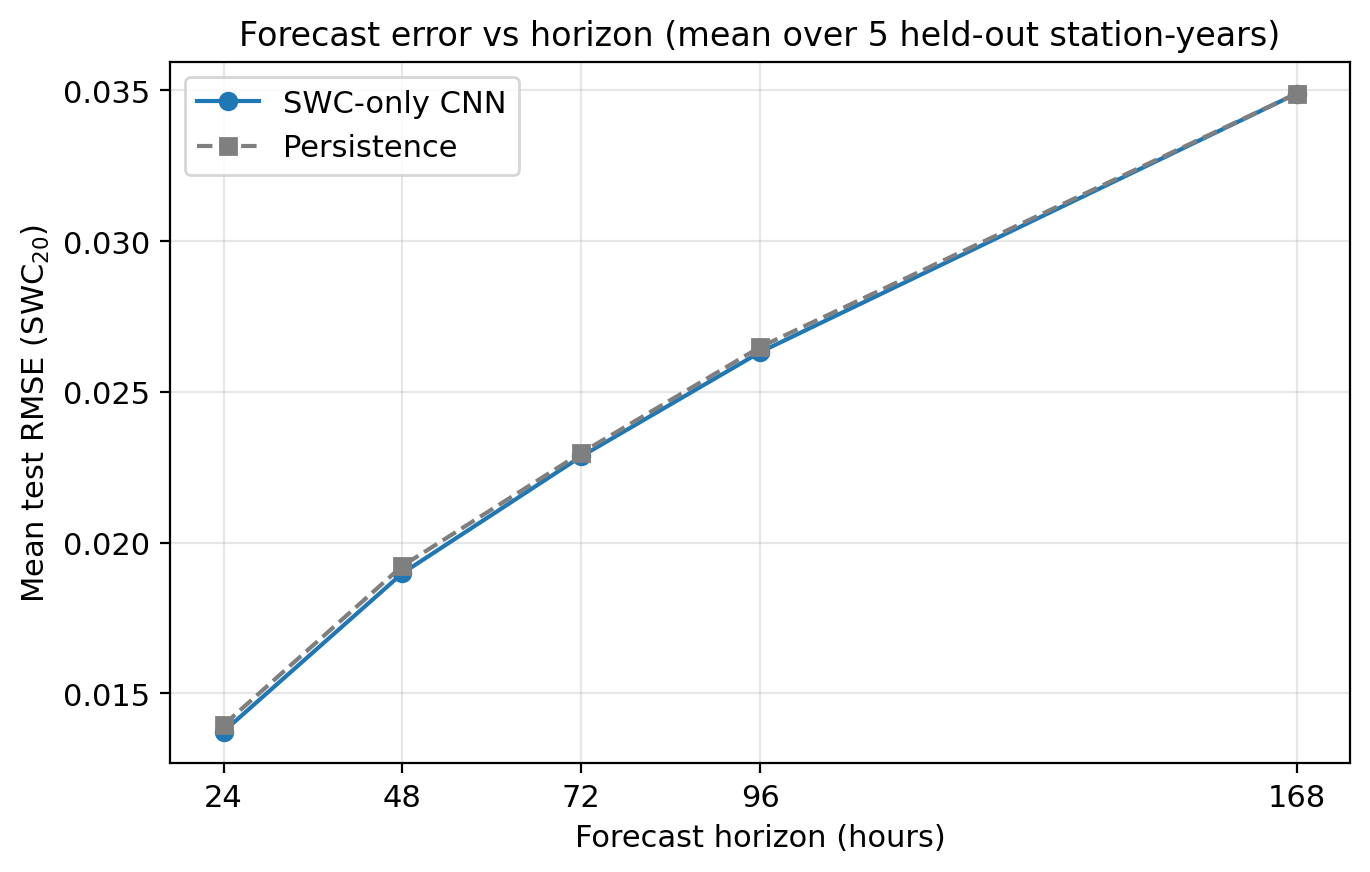 Forecast error vs horizon (mean over 5 held-out station-years)
SWC-only CNN
Persistence
Mean test RMSE (SWC₂₀)
0.035
0.030
0.025
0.020
0.015
24 48 72 96 168
Forecast horizon (hours)